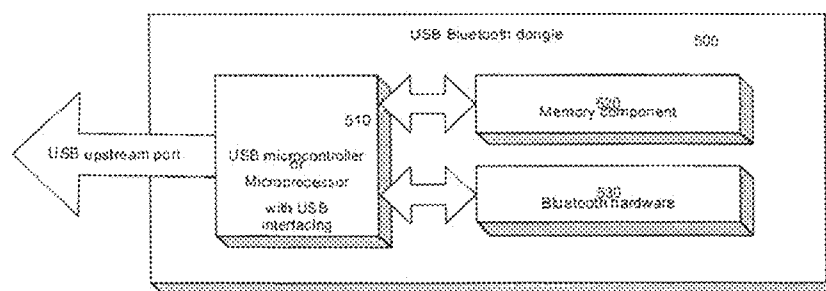 USB Bluetooth dongle
500
510
USB microcontroller
or
Microprocessor
with USB
interfacing
520
Memory component
530
Bluetooth hardware
USB upstream port